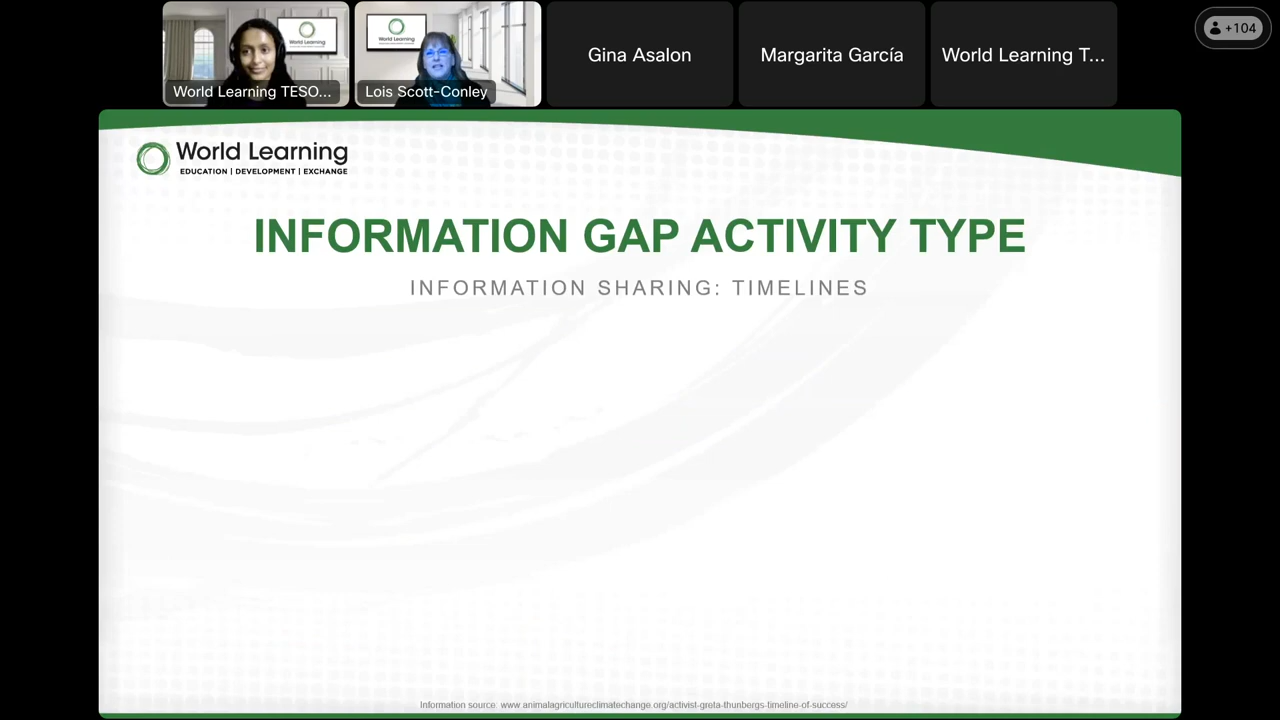 World Learning TESO...
Lois Scott-Conley
Gina Asalon
Margarita García
World Learning T...
+104
World Learning
EDUCATION | DEVELOPMENT | EXCHANGE
INFORMATION GAP ACTIVITY TYPE
INFORMATION SHARING: TIMELINES
Information source: www.animalagricultureclimatechange.org/activist-greta-thunbergs-timeline-of-success/